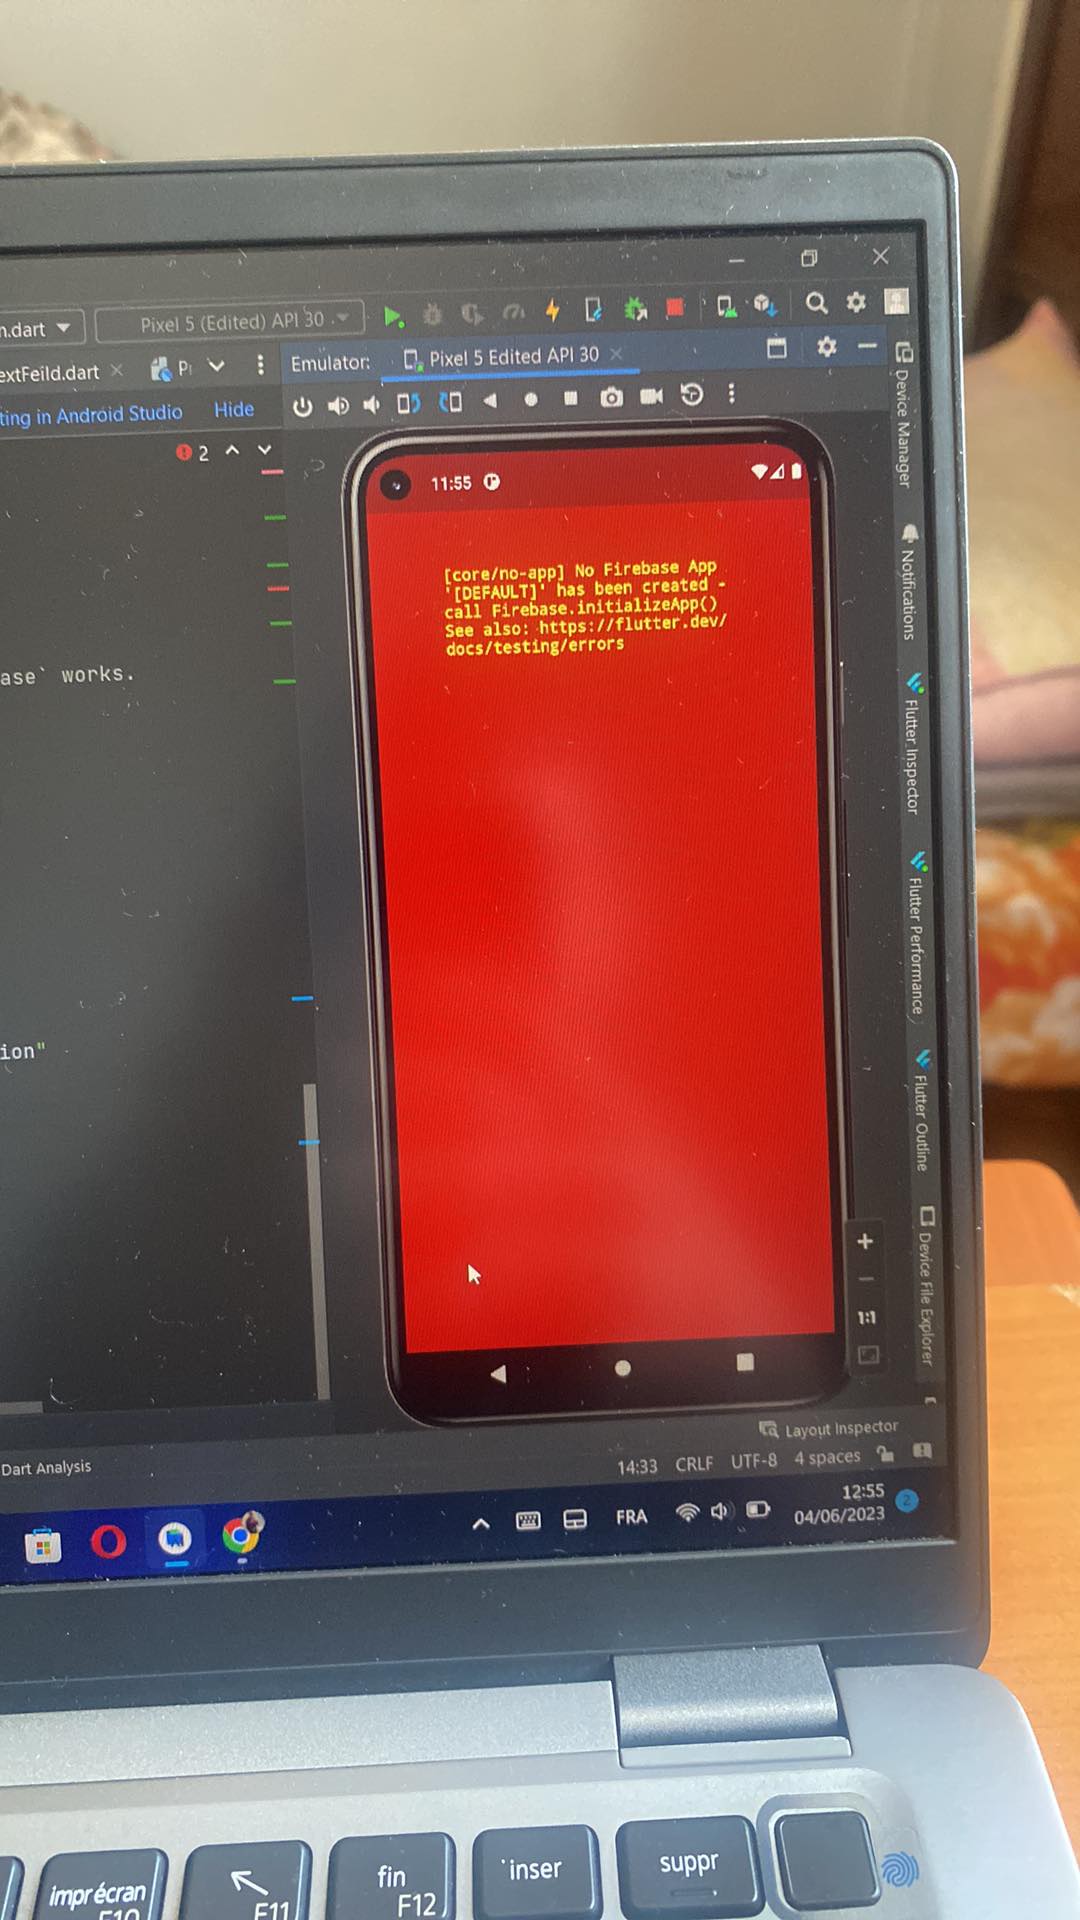 n.dart
Pixel 5 (Edited) API 30
extFeild.dart
Emulator:
Pixel 5 Edited API 30
ting in Android Studio
Hide
2
11:55
[core/no-app] No Firebase App
'[DEFAULT]' has been created -
call Firebase.initializeApp()
See also: https://flutter.dev/
docs/testing/errors
ase` works.
ion"
Device Manager
Notifications
Flutter Inspector
Flutter Performance
Flutter Outline
Device File Explorer
1:1
Layout Inspector
Dart Analysis
14:33 CRLF UTF-8 4 spaces
FRA
12:55
04/06/2023
2
impr écran
F10
F11
fin
F12
inser
suppr